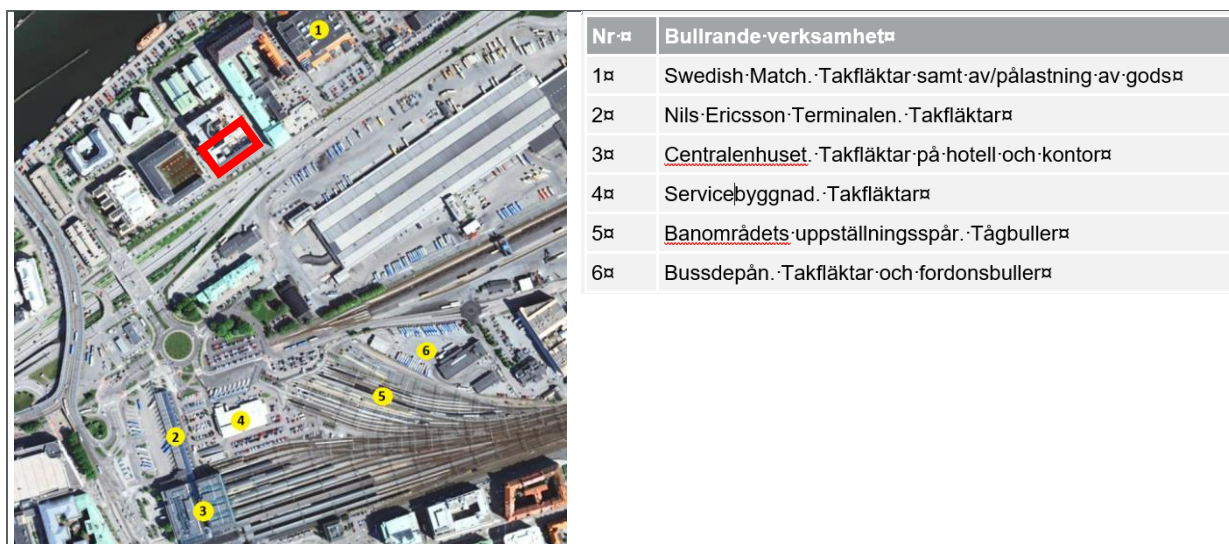 Nr·¤ Bullrande·verksamhet¤
1¤ Swedish·Match.·Takfläktar·samt·av/pålastning·av·gods¤
2¤ Nils·Ericsson·Terminalen.·Takfläktar¤
3¤ Centralenhuset.·Takfläktar·på·hotell·och·kontor¤
4¤ Servicebyggnad.·Takfläktar¤
5¤ Banområdets·uppställningsspår.·Tågbuller¤
6¤ Bussdepån.·Takfläktar·och·fordonsbuller¤
1
6
5
4
2
3